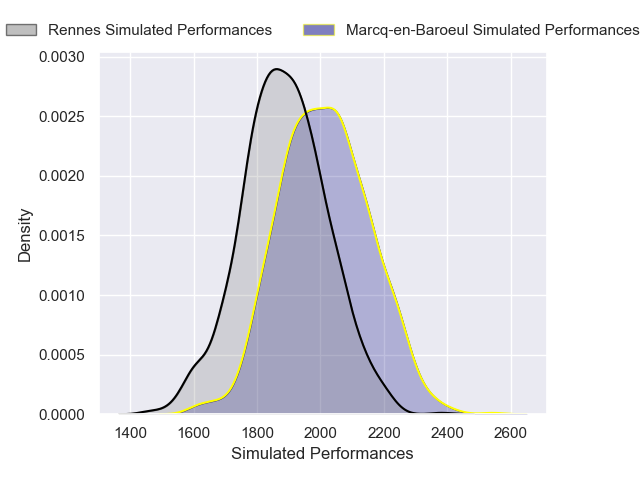 Rennes Simulated Performances
Marcq-en-Baroeul Simulated Performances
0.0030
0.0025
0.0020
0.0015
0.0010
0.0005
0.0000
Density
1400 1600 1800 2000 2200 2400 2600
Simulated Performances